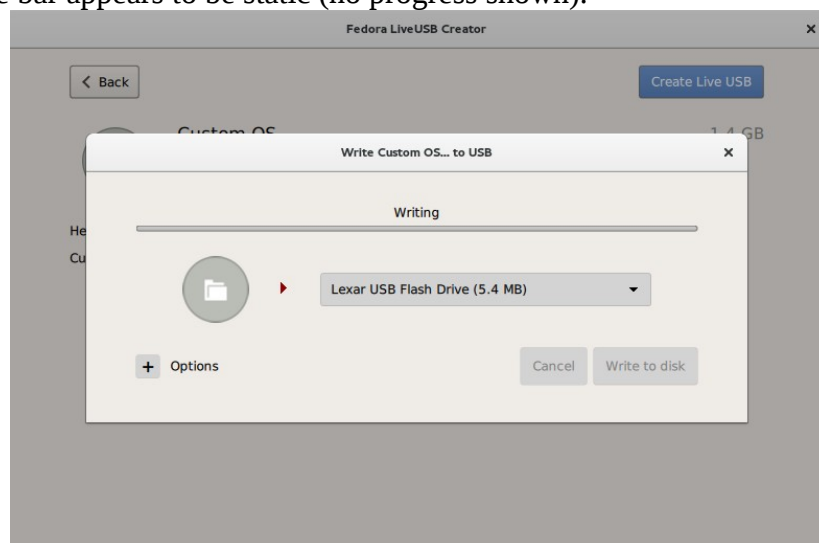 bar appears to be static (no progress shown).
Fedora LiveUSB Creator
Back
Create Live USB
Custom OS
1.4 GB
Write Custom OS... to USB
Writing
He
Cu
Lexar USB Flash Drive (5.4 MB)
Options
Cancel
Write to disk